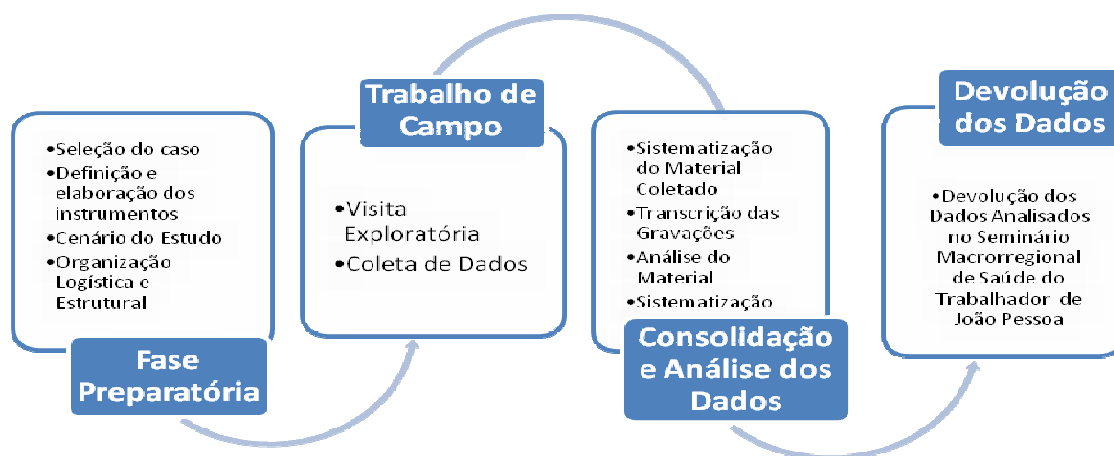 •Seleção do caso
•Definição e
elaboração dos
instrumentos
•Cenário do Estudo
•Organização
Logística e
Estrutural
Fase
Preparatória
Trabalho de
Campo
•Visita
Exploratória
•Coleta de Dados
•Sistematização
do Material
Coletado
•Transcrição das
Gravações
•Análise do
Material
•Sistematização
Consolidação
e Análise dos
Dados
Devolução
dos Dados
•Devolução dos
Dados Analisados
no Seminário
Macrorregional
de Saúde do
Trabalhador de
João Pessoa